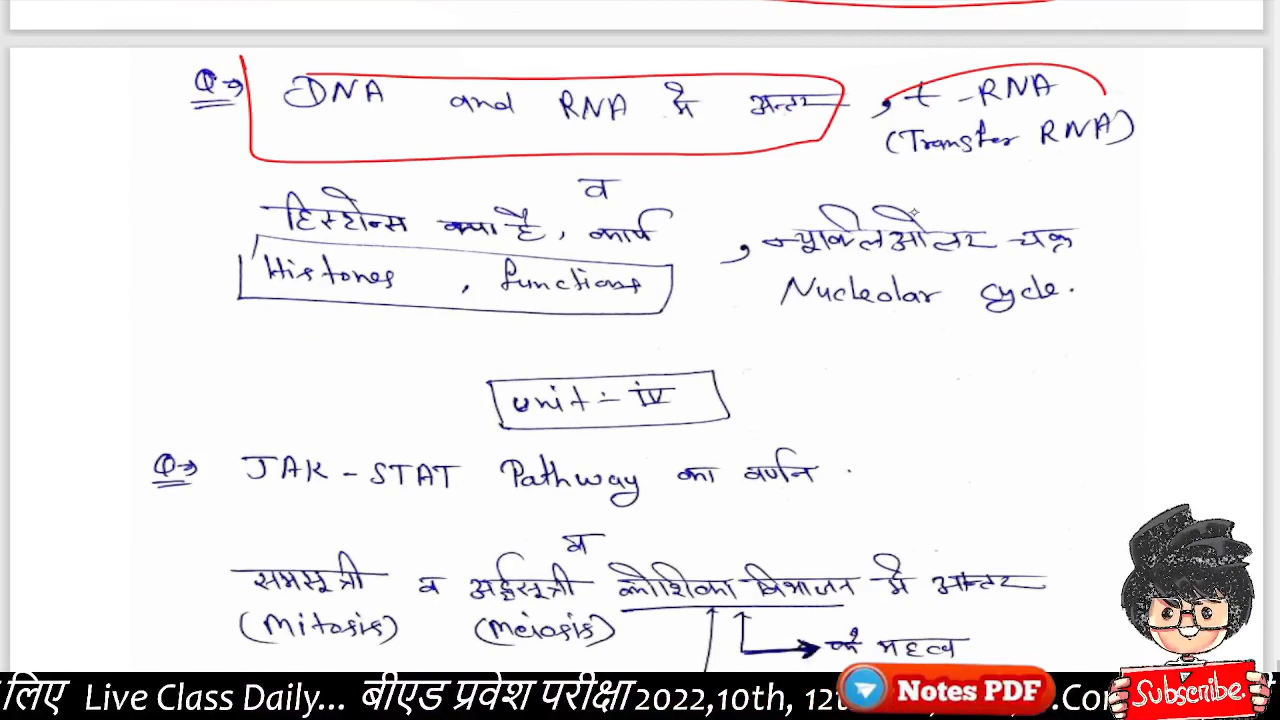 Q→ DNA and RNA में अन्तर , t-RNA
(Transfer RNA)
व
हिस्टोन्स क्या है, कार्य , न्यूक्लिओलर चक्र
Histones , functions Nucleolar cycle.
unit - IV
Q→ JAK-STAT Pathway का वर्णन .
व
समसूत्री व अर्द्धसूत्री कोशिका विभाजन में अन्तर
(Mitosis) (Meiosis) → के महत्व
लिए Live Class Daily... बीएड प्रवेश परीक्षा 2022,10th, 12 .Com
Notes PDF
Subscribe